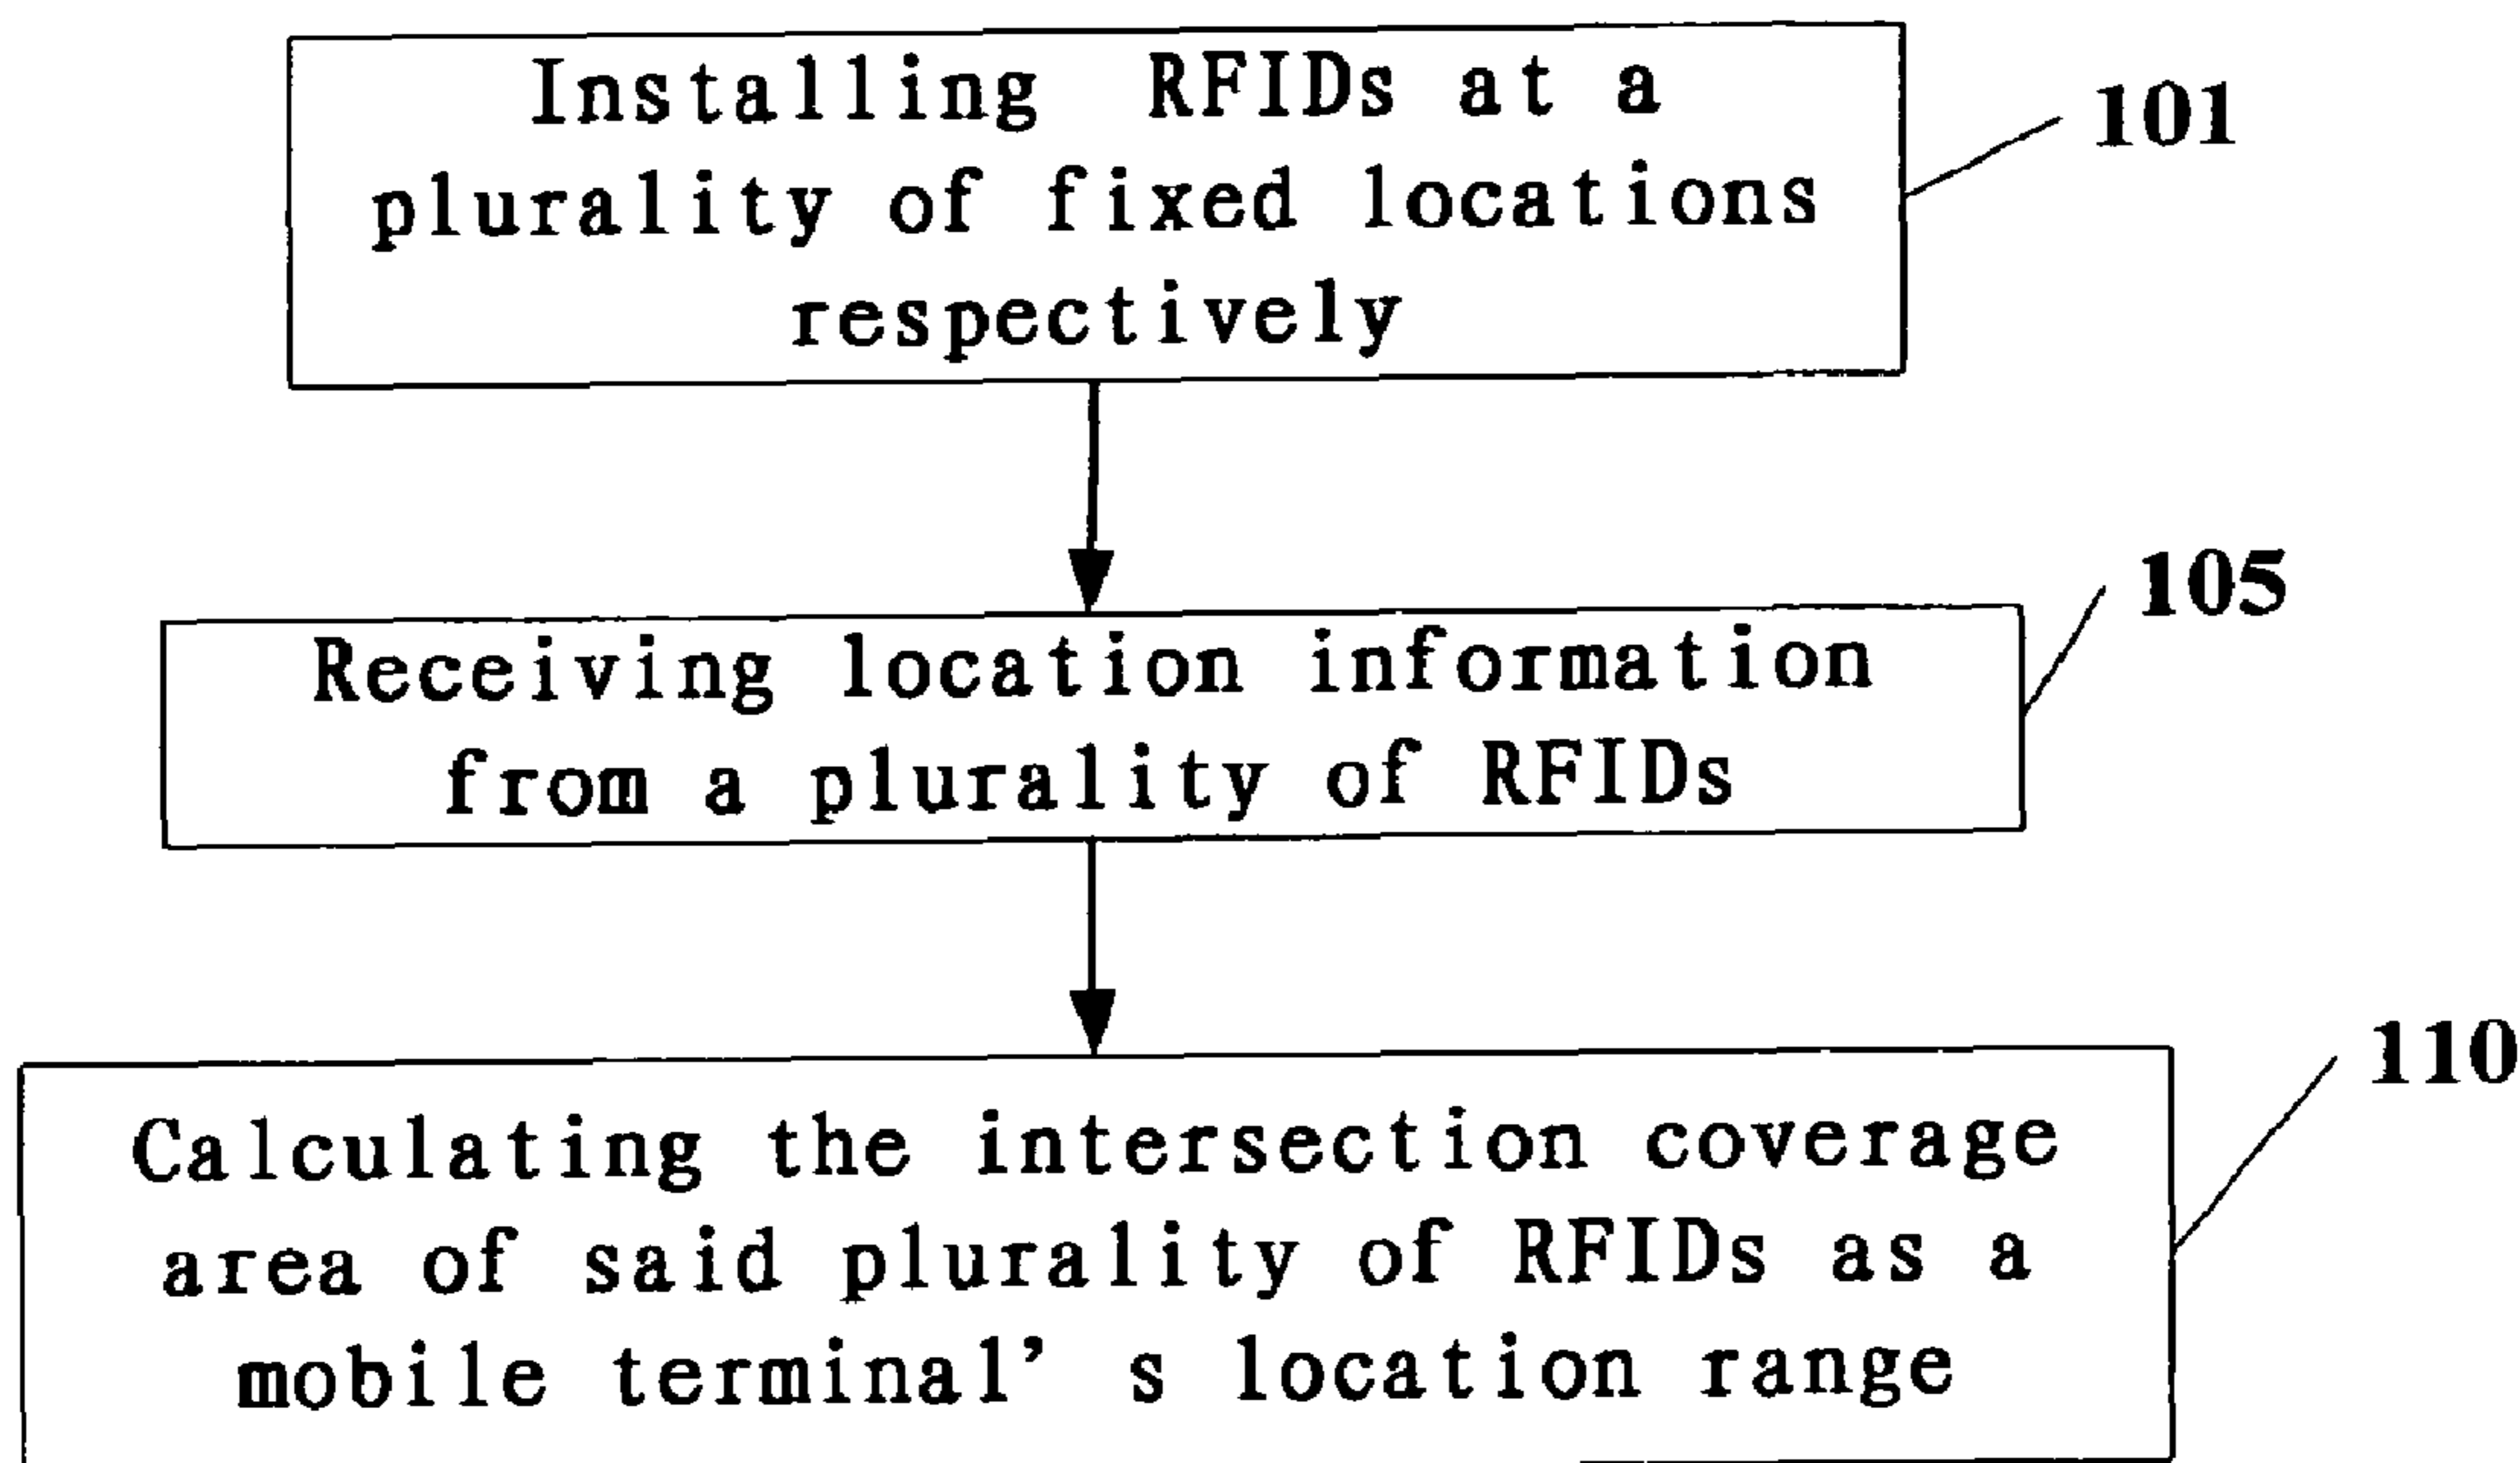 Installing RFIDs at a
plurality of fixed locations
respectively
101
Receiving location information
from a plurality of RFIDs
105
Calculating the intersection coverage
area of said plurality of RFIDs as a
mobile terminal' s location range
110